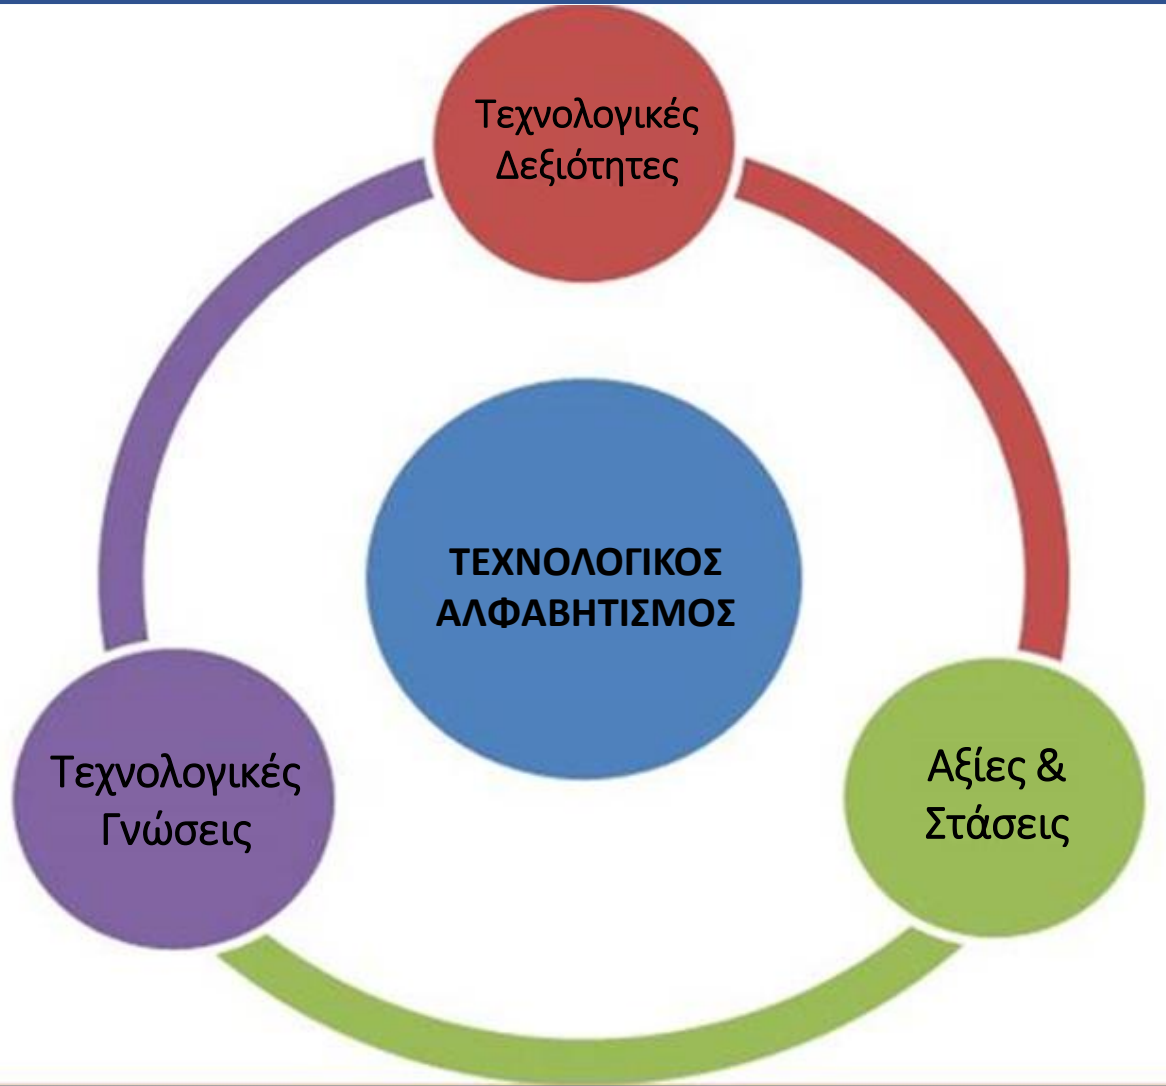 Τεχνολογικές
Δεξιότητες
ΤΕΧΝΟΛΟΓΙΚΟΣ
ΑΛΦΑΒΗΤΙΣΜΟΣ
Τεχνολογικές
Γνώσεις
Αξίες &
Στάσεις